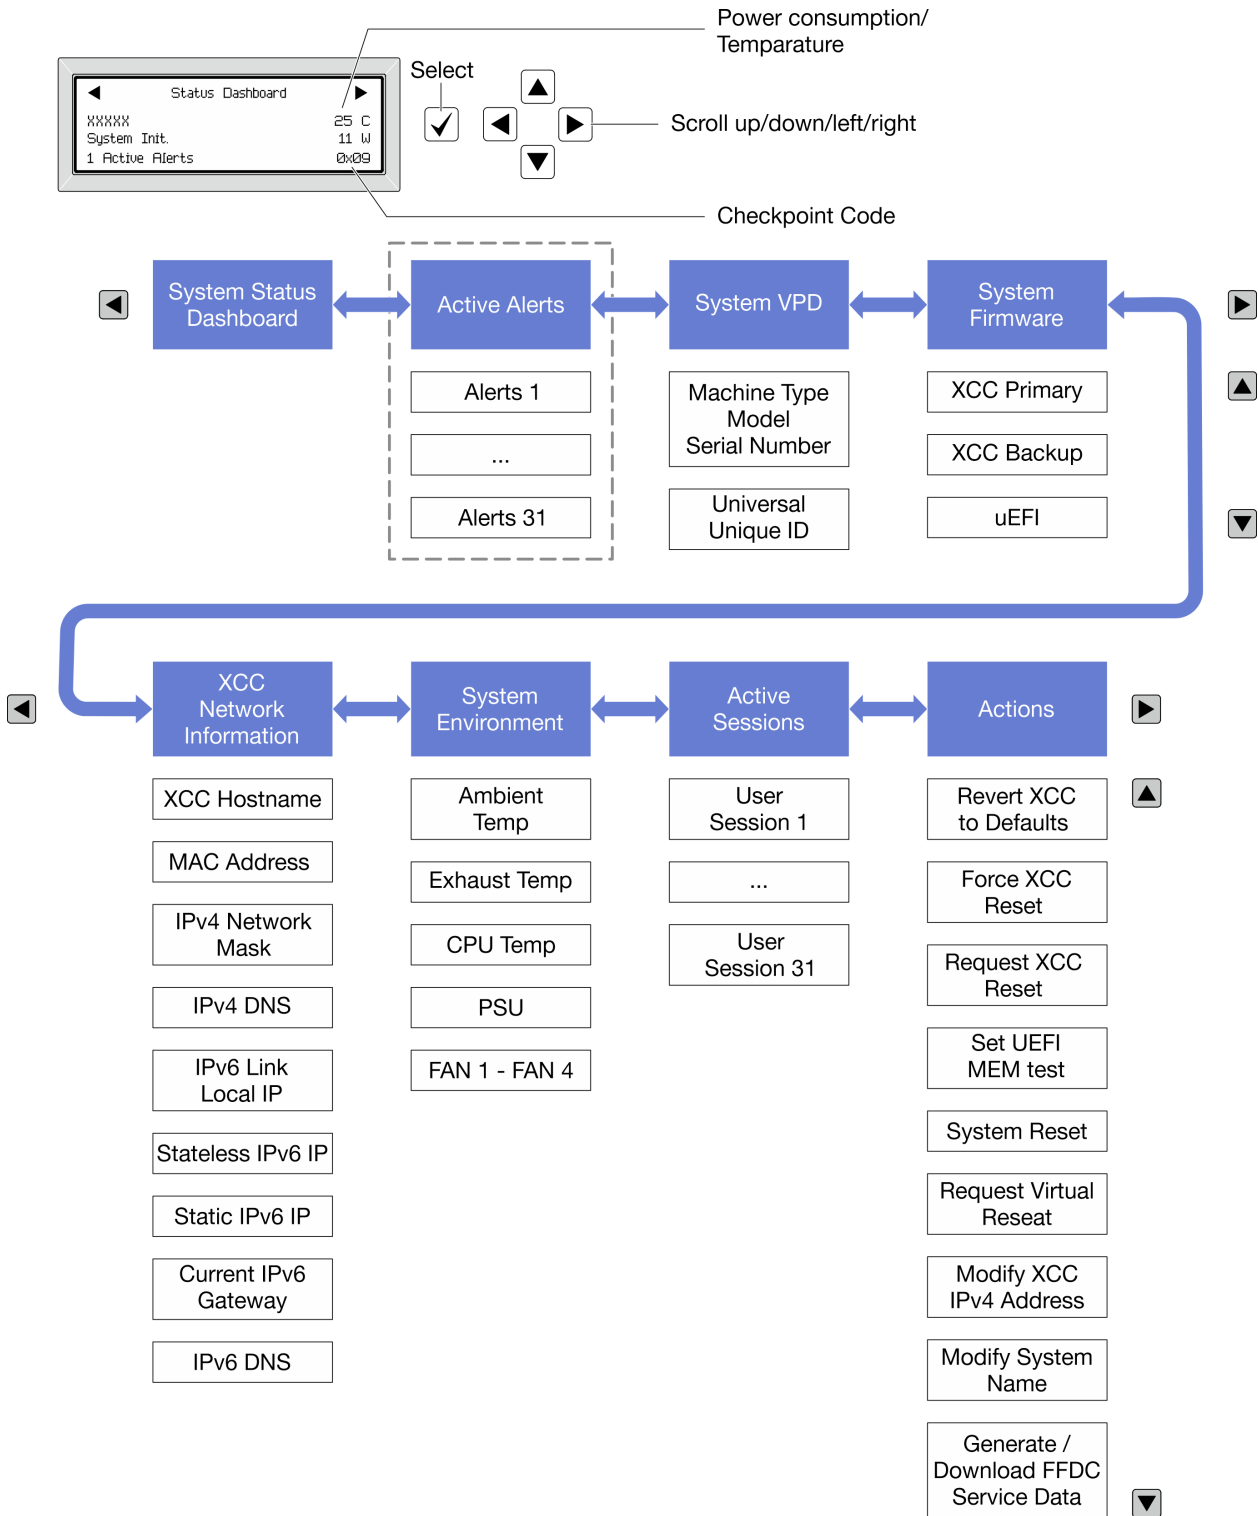 Power consumption/
Temparature
Select
Status Dashboard
XXXXX 25 C
System Init. 11 W
1 Active Alerts 0x09
Scroll up/down/left/right
Checkpoint Code
System Status
Dashboard
Active Alerts
System VPD
System
Firmware
Alerts 1
...
Alerts 31
Machine Type
Model
Serial Number
Universal
Unique ID
XCC Primary
XCC Backup
uEFI
XCC
Network
Information
System
Environment
Active
Sessions
Actions
XCC Hostname
MAC Address
IPv4 Network
Mask
IPv4 DNS
IPv6 Link
Local IP
Stateless IPv6 IP
Static IPv6 IP
Current IPv6
Gateway
IPv6 DNS
Ambient
Temp
Exhaust Temp
CPU Temp
PSU
FAN 1 - FAN 4
User
Session 1
...
User
Session 31
Revert XCC
to Defaults
Force XCC
Reset
Request XCC
Reset
Set UEFI
MEM test
System Reset
Request Virtual
Reseat
Modify XCC
IPv4 Address
Modify System
Name
Generate /
Download FFDC
Service Data